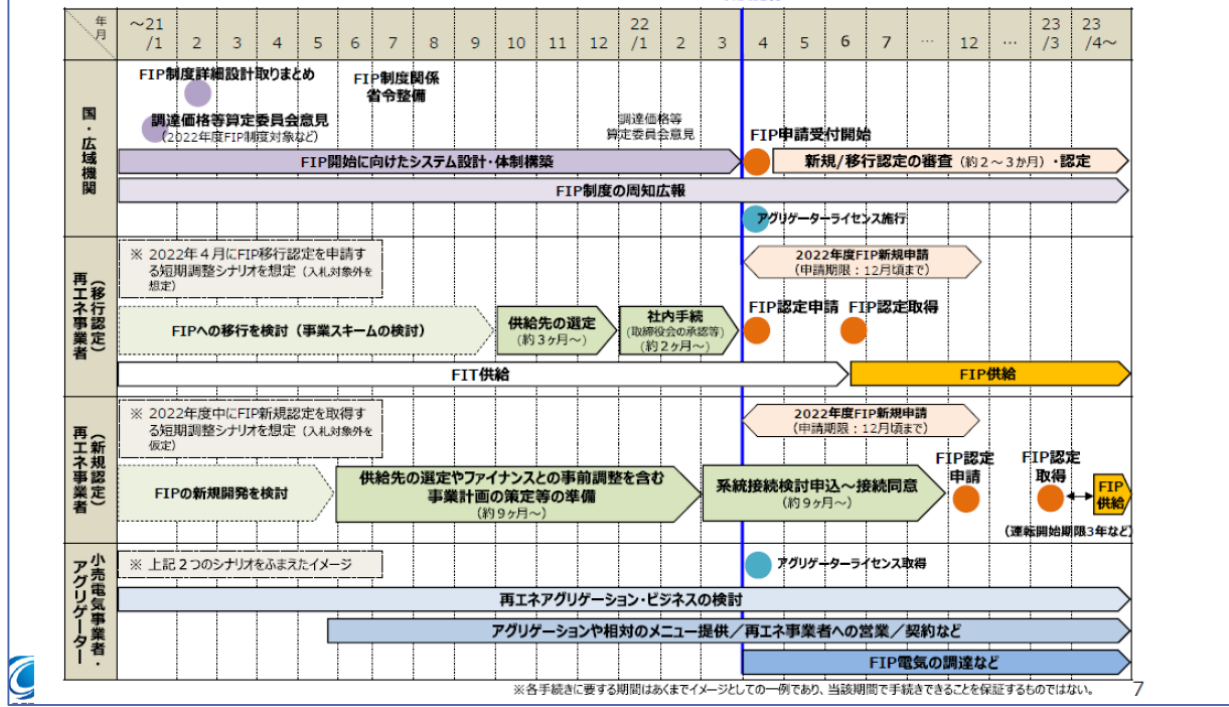 年
月
～21
/1
2
3
4
5
6
7
8
9
10
11
12
22
/1
2
3
4
5
6
7
…
12
…
23
/3
23
/4～
国・広域機関
FIP制度詳細設計取りまとめ
FIP制度関係
省令整備
調達価格等算定委員会意見
（2022年度FIP制度対象など）
調達価格等
算定委員会意見
FIP申請受付開始
FIP開始に向けたシステム設計・体制構築
新規/移行認定の審査（約２～３か月）・認定
FIP制度の周知広報
アグリゲーターライセンス施行
再エネ事業者
（移行認定）
※ 2022年４月にFIP移行認定を申請す
る短期調整シナリオを想定（入札対象外を
想定）
2022年度FIP新規申請
（申請期限：12月頃まで）
FIPへの移行を検討（事業スキームの検討）
供給先の選定
（約３ヶ月～）
社内手続
（取締役会の承認等）
（約２ヶ月～）
FIP認定申請
FIP認定取得
FIT供給
FIP供給
再エネ事業者
（新規認定）
※ 2022年度中にFIP新規認定を取得す
る短期調整シナリオを想定（入札対象外を
仮定）
2022年度FIP新規申請
（申請期限：12月頃まで）
FIPの新規開発を検討
供給先の選定やファイナンスとの事前調整を含む
事業計画の策定等の準備
（約９ヶ月～）
系統接続検討申込～接続同意
（約９ヶ月～）
FIP認定
申請
FIP認定
取得
FIP
供給
（運転開始期限3年など）
小売電気事業者・
アグリゲーター
※ 上記２つのシナリオをふまえたイメージ
アグリゲーターライセンス取得
再エネアグリゲーション・ビジネスの検討
アグリゲーションや相対のメニュー提供／再エネ事業者への営業／契約など
FIP電気の調達など
※各手続きに要する期間はあくまでイメージとしての一例であり、当該期間で手続きできることを保証するものではない。
7